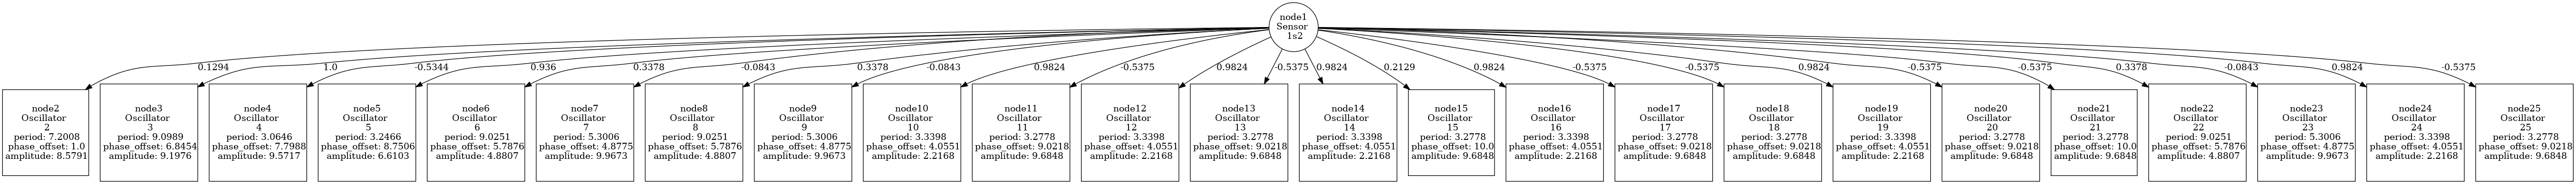 node1
Sensor
1s2
0.1294
1.0
-0.5344
0.936
0.3378
-0.0843
0.3378
-0.0843
0.9824
-0.5375
0.9824
-0.5375
0.9824
0.2129
0.9824
-0.5375
-0.5375
0.9824
-0.5375
-0.5375
0.3378
-0.0843
0.9824
-0.5375
node2
Oscillator
2
period: 7.2008
phase_offset: 1.0
amplitude: 8.5791
node3
Oscillator
3
period: 9.0989
phase_offset: 6.8454
amplitude: 9.1976
node4
Oscillator
4
period: 3.0646
phase_offset: 7.7988
amplitude: 9.5717
node5
Oscillator
5
period: 3.2466
phase_offset: 8.7506
amplitude: 6.6103
node6
Oscillator
6
period: 9.0251
phase_offset: 5.7876
amplitude: 4.8807
node7
Oscillator
7
period: 5.3006
phase_offset: 4.8775
amplitude: 9.9673
node8
Oscillator
8
period: 9.0251
phase_offset: 5.7876
amplitude: 4.8807
node9
Oscillator
9
period: 5.3006
phase_offset: 4.8775
amplitude: 9.9673
node10
Oscillator
10
period: 3.3398
phase_offset: 4.0551
amplitude: 2.2168
node11
Oscillator
11
period: 3.2778
phase_offset: 9.0218
amplitude: 9.6848
node12
Oscillator
12
period: 3.3398
phase_offset: 4.0551
amplitude: 2.2168
node13
Oscillator
13
period: 3.2778
phase_offset: 9.0218
amplitude: 9.6848
node14
Oscillator
14
period: 3.3398
phase_offset: 4.0551
amplitude: 2.2168
node15
Oscillator
15
period: 3.2778
phase_offset: 10.0
amplitude: 9.6848
node16
Oscillator
16
period: 3.3398
phase_offset: 4.0551
amplitude: 2.2168
node17
Oscillator
17
period: 3.2778
phase_offset: 9.0218
amplitude: 9.6848
node18
Oscillator
18
period: 3.2778
phase_offset: 9.0218
amplitude: 9.6848
node19
Oscillator
19
period: 3.3398
phase_offset: 4.0551
amplitude: 2.2168
node20
Oscillator
20
period: 3.2778
phase_offset: 9.0218
amplitude: 9.6848
node21
Oscillator
21
period: 3.2778
phase_offset: 10.0
amplitude: 9.6848
node22
Oscillator
22
period: 9.0251
phase_offset: 5.7876
amplitude: 4.8807
node23
Oscillator
23
period: 5.3006
phase_offset: 4.8775
amplitude: 9.9673
node24
Oscillator
24
period: 3.3398
phase_offset: 4.0551
amplitude: 2.2168
node25
Oscillator
25
period: 3.2778
phase_offset: 9.0218
amplitude: 9.6848